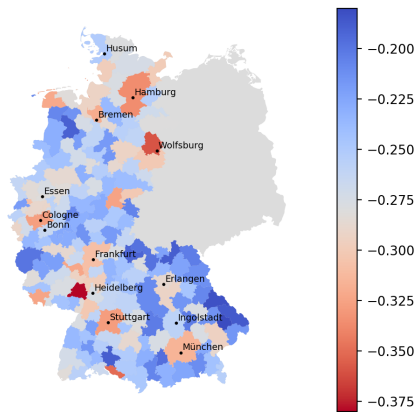 Husum
Hamburg
Bremen
Wolfsburg
Essen
Cologne
Bonn
Frankfurt
Erlangen
Heidelberg
Stuttgart
Ingolstadt
München
−0.200
−0.225
−0.250
−0.275
−0.300
−0.325
−0.350
−0.375